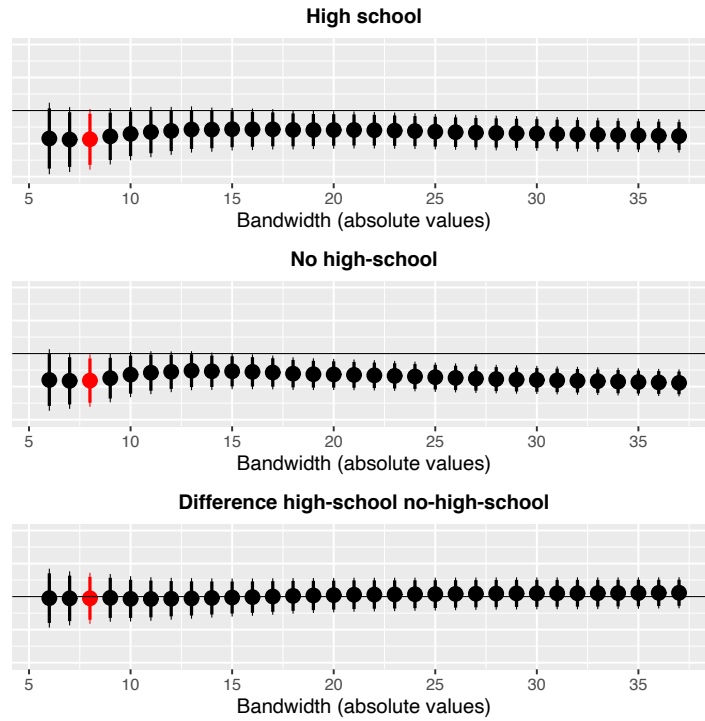 High school
5 10 15 20 25 30 35
Bandwidth (absolute values)
No high-school
5 10 15 20 25 30 35
Bandwidth (absolute values)
Difference high-school no-high-school
5 10 15 20 25 30 35
Bandwidth (absolute values)